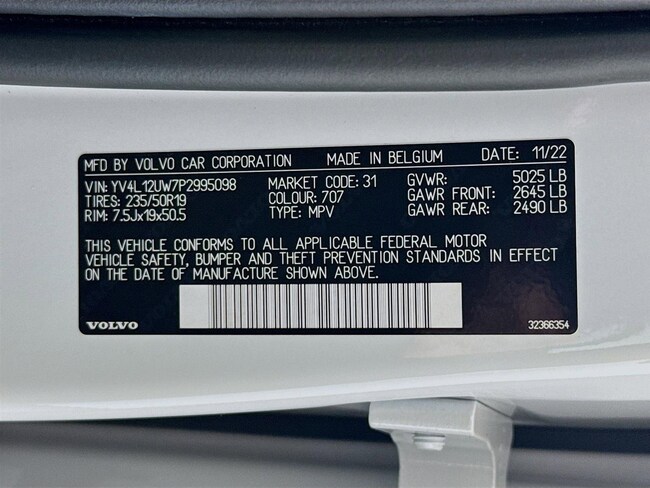 MFD BY VOLVO CAR CORPORATION MADE IN BELGIUM DATE: 11/22
VIN: YV4L12UW7P2995098 MARKET CODE: 31 GVWR: 5025 LB
TIRES: 235/50R19 COLOUR: 707 GAWR FRONT: 2645 LB
RIM: 7.5Jx19x50.5 TYPE: MPV GAWR REAR: 2490 LB
THIS VEHICLE CONFORMS TO ALL APPLICABLE FEDERAL MOTOR
VEHICLE SAFETY, BUMPER AND THEFT PREVENTION STANDARDS IN EFFECT
ON THE DATE OF MANUFACTURE SHOWN ABOVE.
VOLVO 32366354